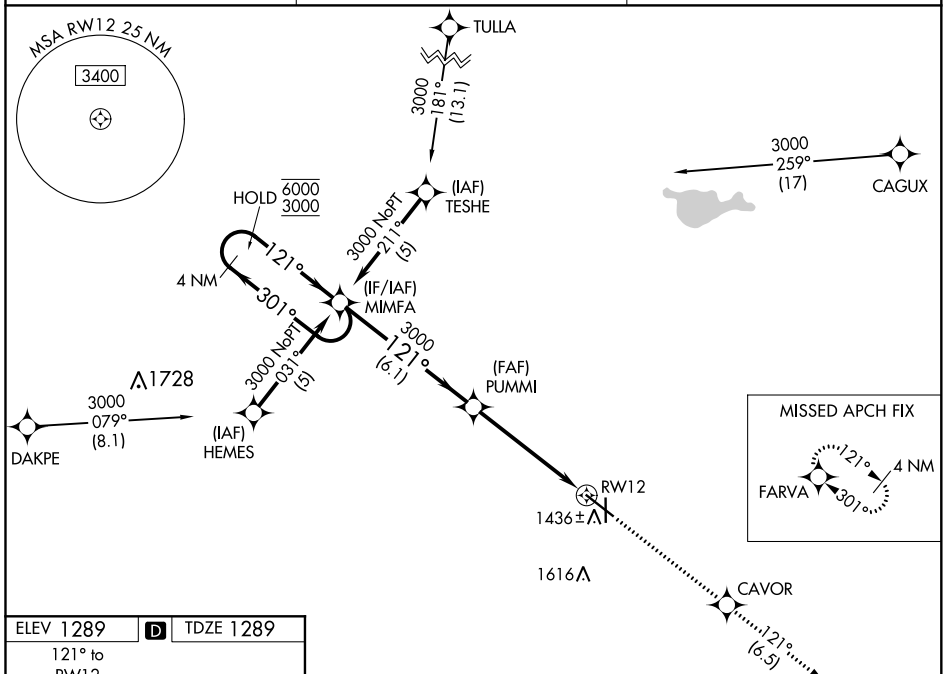 MSA RW12 25 NM
3400
TULLA
3000
181°
(13.1)
3000
259°
(17)
CAGUX
HOLD
6000
3000
(IAF)
TESHE
3000 NoPT
211°
(5)
121°
4 NM
301°
(IF/IAF)
MIMFA
3000
121°
(6.1)
3000 NoPT
031°
(5)
(FAF)
PUMMI
1728
3000
079°
(8.1)
DAKPE
(IAF)
HEMES
MISSED APCH FIX
121°
4 NM
FARVA
301°
RW12
1436±
1616
CAVOR
121°
(6.5)
ELEV 1289
D
TDZE 1289
121° to
RW12